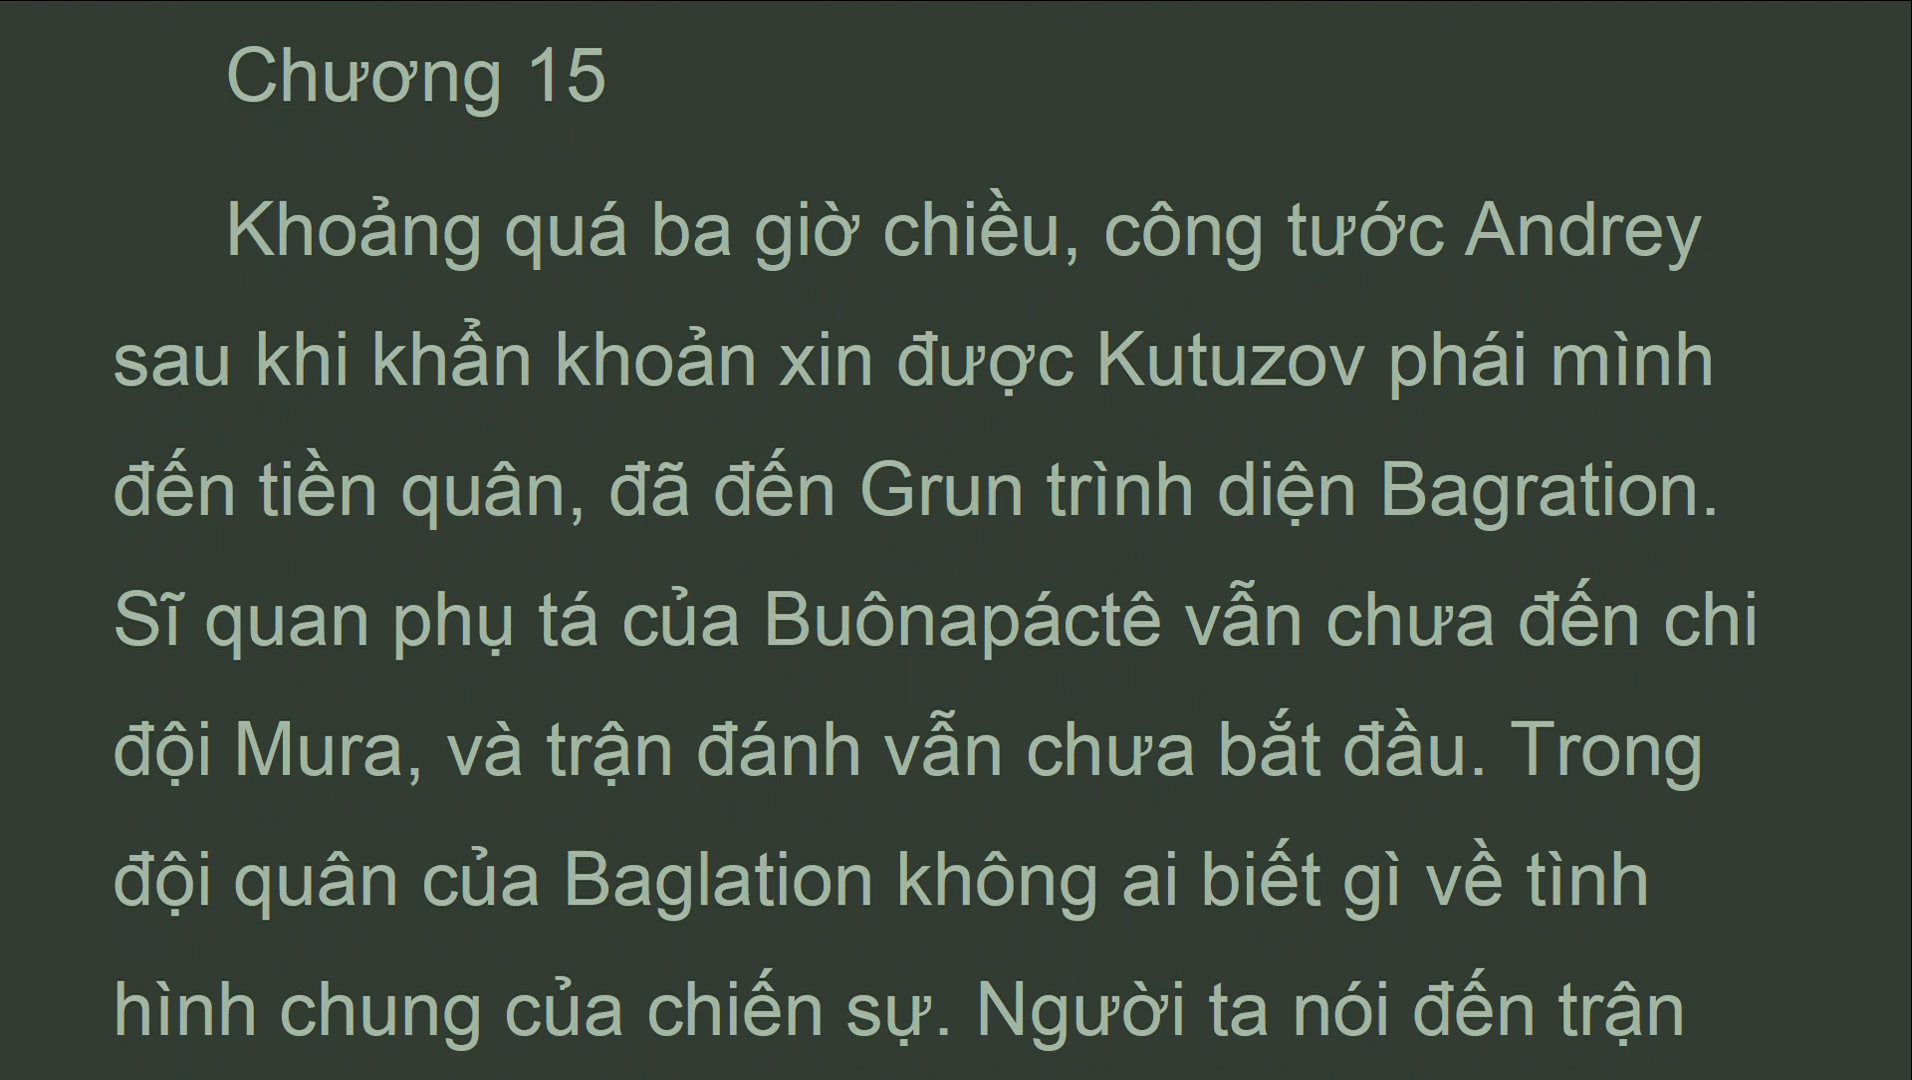 Chương 15
Khoảng quá ba giờ chiều, công tước Andrey
sau khi khẩn khoản xin được Kutuzov phái mình
đến tiền quân, đã đến Grun trình diện Bagration.
Sĩ quan phụ tá của Buônapáctê vẫn chưa đến chi
đội Mura, và trận đánh vẫn chưa bắt đầu. Trong
đội quân của Baglation không ai biết gì về tình
hình chung của chiến sự. Người ta nói đến trận